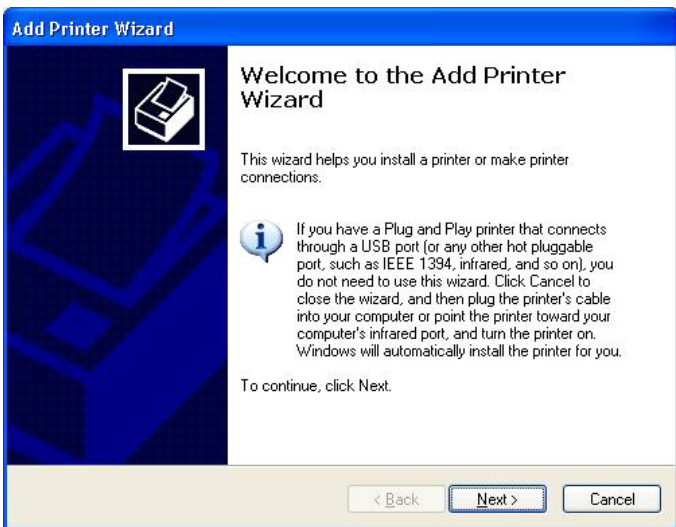 Add Printer Wizard
Welcome to the Add Printer
Wizard
This wizard helps you install a printer or make printer
connections.
If you have a Plug and Play printer that connects
through a USB port (or any other hot pluggable
port, such as IEEE 1394, infrared, and so on), you
do not need to use this wizard. Click Cancel to
close the wizard, and then plug the printer's cable
into your computer or point the printer toward your
computer's infrared port, and turn the printer on.
Windows will automatically install the printer for you.
To continue, click Next.
< Back Next > Cancel